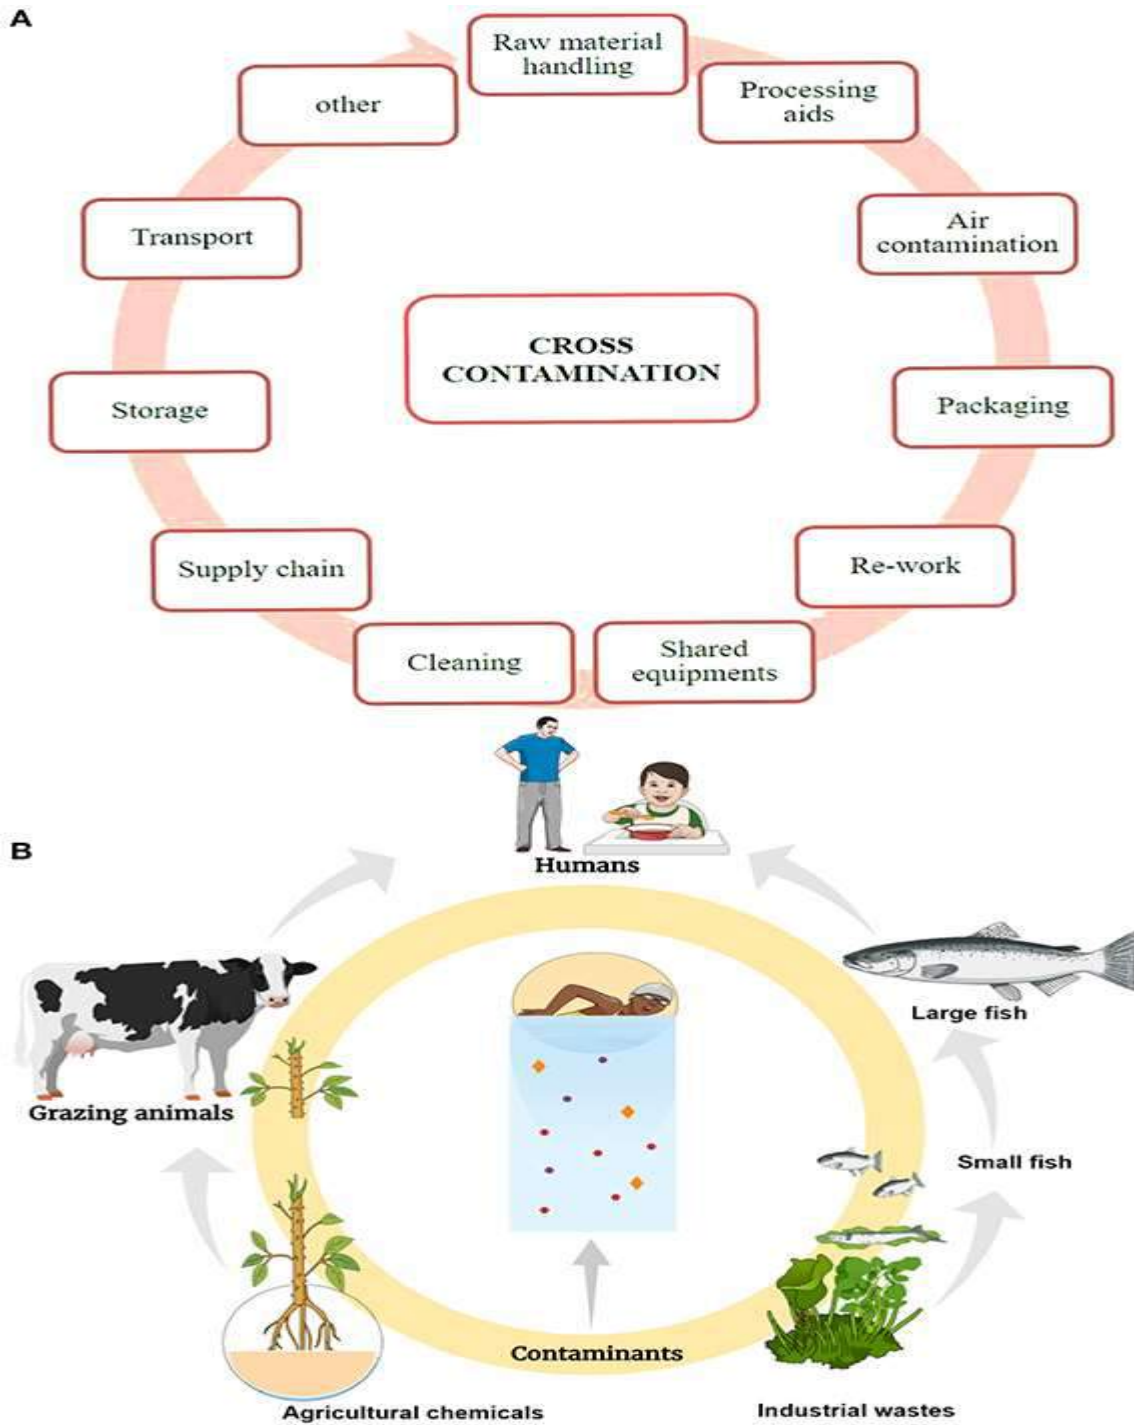 A
Raw material
handling
Processing
aids
Air
contamination
Packaging
Re-work
Shared
equipments
Cleaning
Supply chain
Storage
Transport
other
CROSS
CONTAMINATION
B
Humans
Large fish
Grazing animals
Small fish
Contaminants
Agricultural chemicals
Industrial wastes